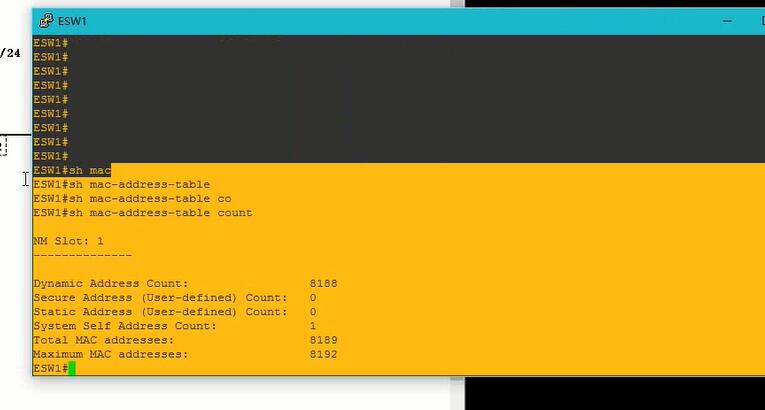 ESW1
/24
ESW1#
ESW1#
ESW1#
ESW1#
ESW1#
ESW1#
ESW1#
ESW1#
ESW1#
ESW1#sh mac
ESW1#sh mac-address-table
ESW1#sh mac-address-table co
ESW1#sh mac-address-table count
NM Slot: 1
--------------
Dynamic Address Count: 8188
Secure Address (User-defined) Count: 0
Static Address (User-defined) Count: 0
System Self Address Count: 1
Total MAC addresses: 8189
Maximum MAC addresses: 8192
ESW1#